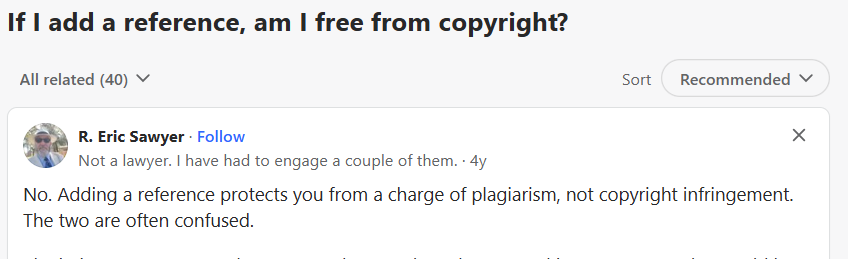 If I add a reference, am I free from copyright?
All related (40)
Sort
Recommended
R. Eric Sawyer · Follow
Not a lawyer. I have had to engage a couple of them. · 4y
No. Adding a reference protects you from a charge of plagiarism, not copyright infringement.
The two are often confused.